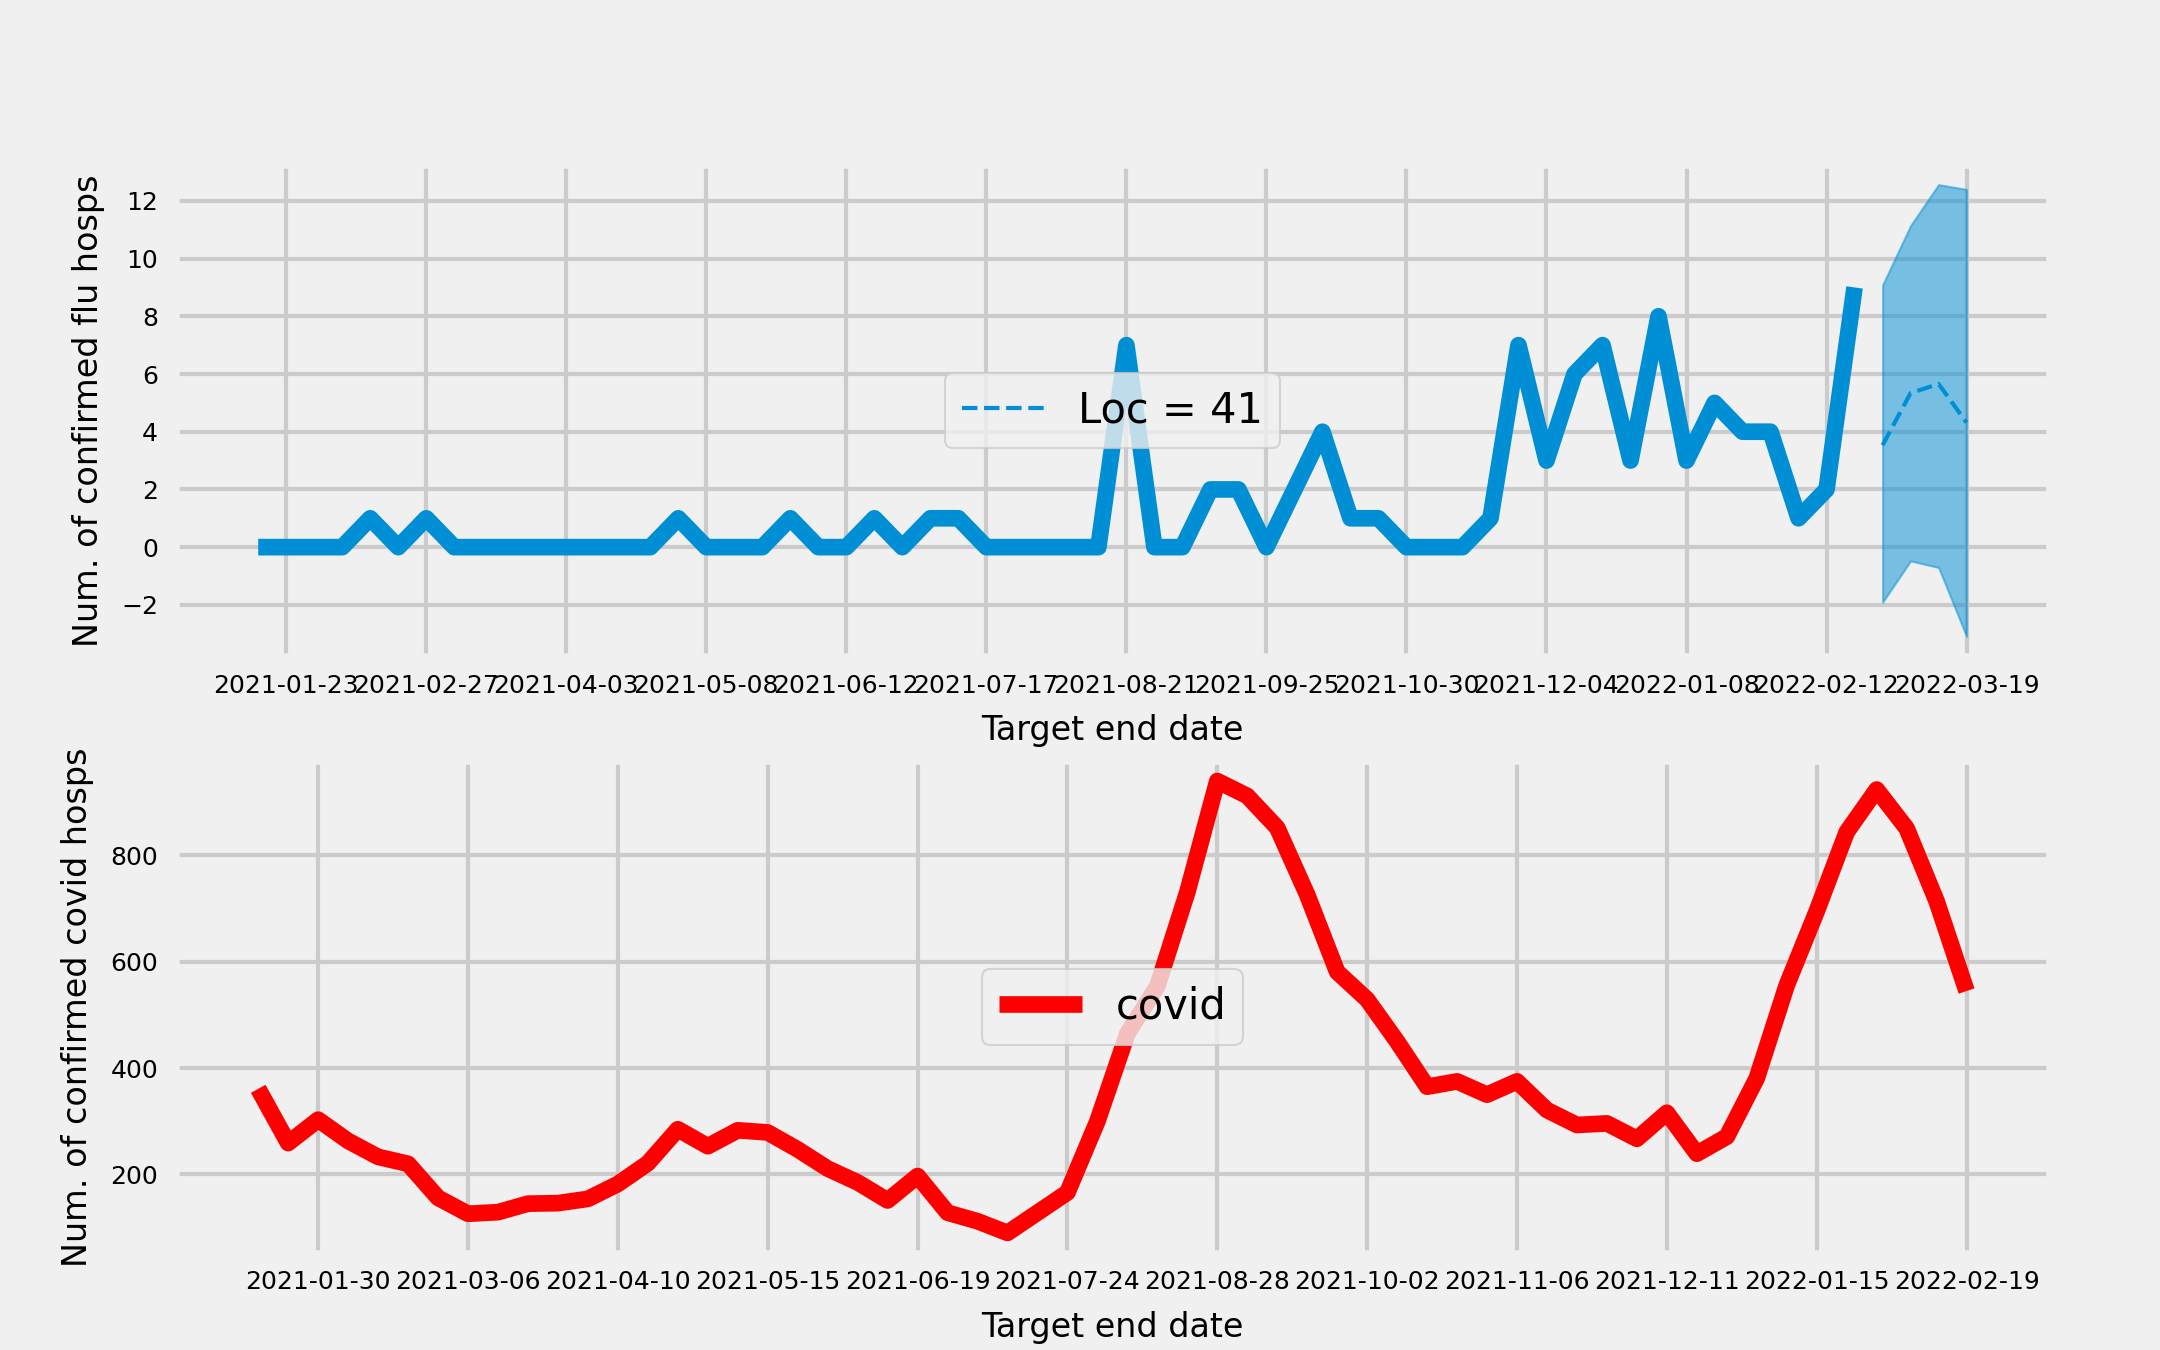 Num. of confirmed flu hosps
12
10
8
6
4
2
0
−2
Loc = 41
2021-01-23 2021-02-27 2021-04-03 2021-05-08 2021-06-12 2021-07-17 2021-08-21 2021-09-25 2021-10-30 2021-12-04 2022-01-08 2022-02-12 2022-03-19
Target end date
Num. of confirmed covid hosps
800
600
400
200
covid
2021-01-30 2021-03-06 2021-04-10 2021-05-15 2021-06-19 2021-07-24 2021-08-28 2021-10-02 2021-11-06 2021-12-11 2022-01-15 2022-02-19
Target end date